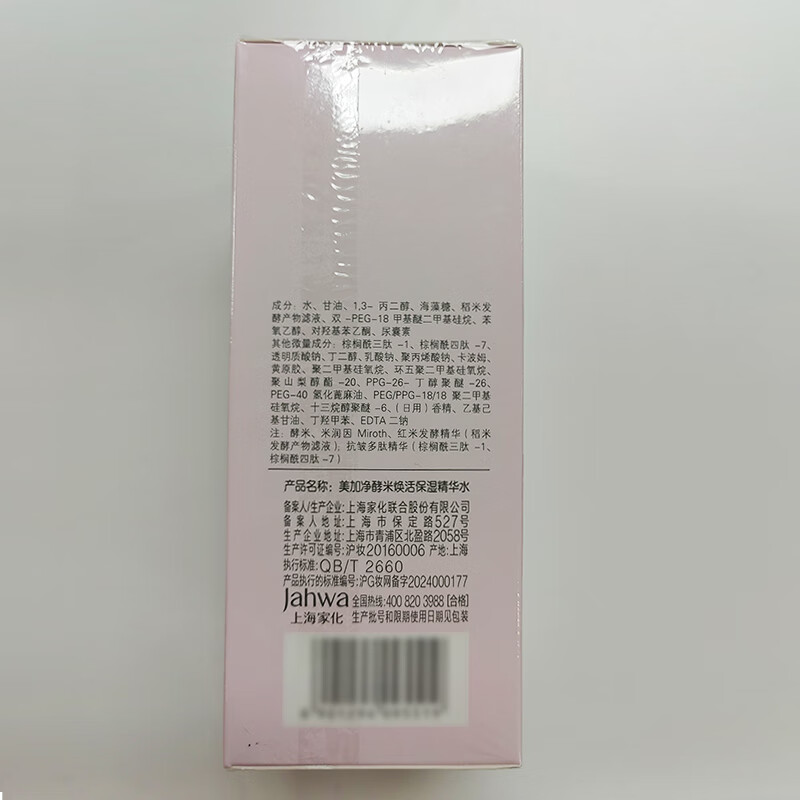 成分：水、甘油、1,3- 丙二醇、海藻糖、稻米发
酵产物滤液、双 -PEG-18 甲基醚二甲基硅烷、苯
氧乙醇、对羟基苯乙酮、尿囊素
其他微量成分：棕榈酰三肽 -1、棕榈酰四肽 -7、
透明质酸钠、丁二醇、乳酸钠、聚丙烯酸钠、卡波姆、
黄原胶、聚二甲基硅氧烷、环五聚二甲基硅氧烷、
聚山梨醇酯 -20、PPG-26- 丁醇聚醚 -26、
PEG-40 氢化蓖麻油、PEG/PPG-18/18 聚二甲基
硅氧烷、十三烷醇聚醚 -6、(日用) 香精、乙基己
基甘油、丁羟甲苯、EDTA 二钠
注：酵米、米润因 Miroth、红米发酵精华（稻米
发酵产物滤液）；抗皱多肽精华（棕榈酰三肽 -1、
棕榈酰四肽 -7）
产品名称：美加净酵米焕活保湿精华水
备案人/生产企业：上海家化联合股份有限公司
备案人地址：上海市保定路527号
生产企业地址：上海市青浦区北盈路2058号
生产许可证编号：沪妆20160006 产地：上海
执行标准：QB/T 2660
产品执行的标准编号：沪G妆网备字2024000177
Jahwa 全国热线：400 820 3988 [合格]
上海家化 生产批号和限期使用日期见包装